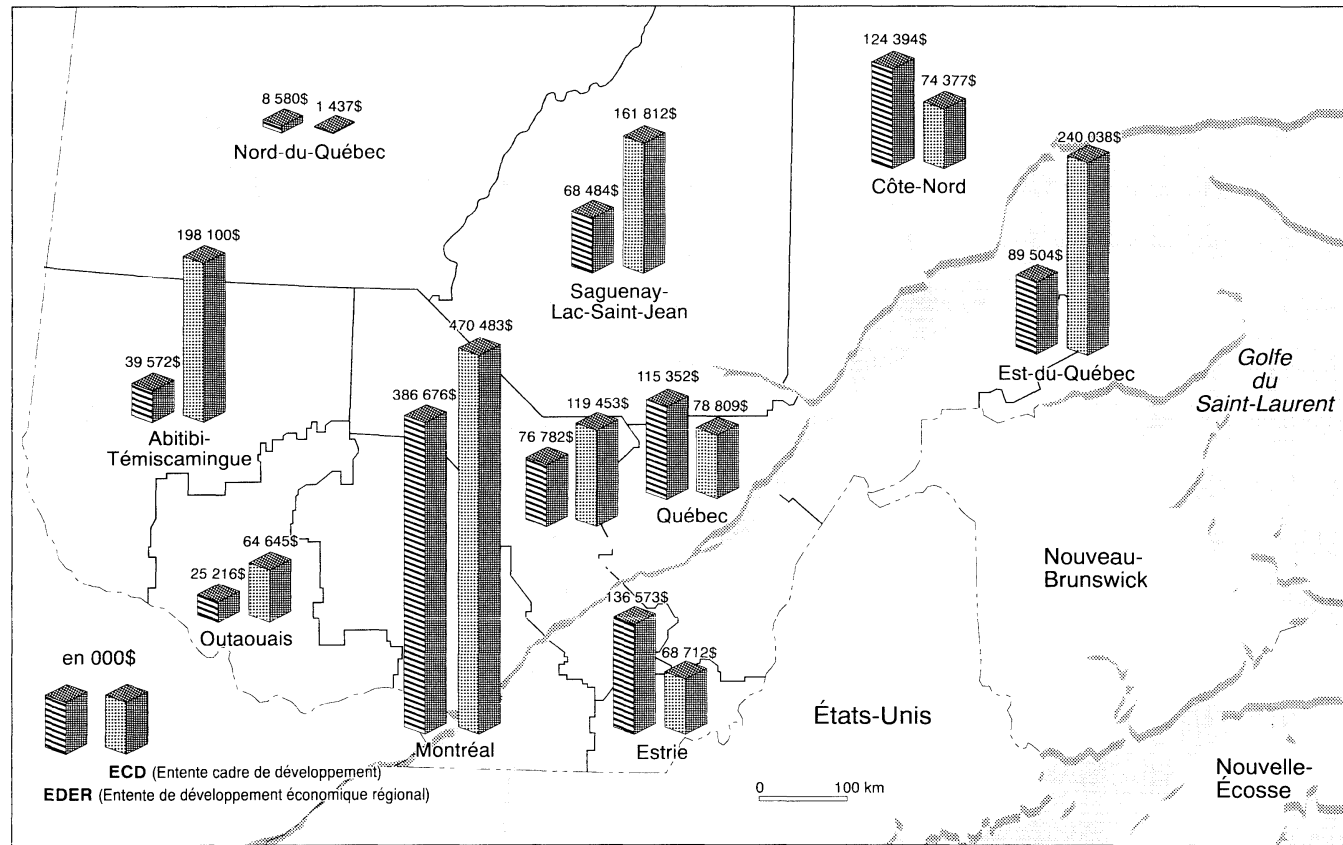 124 394$
74 377$
Côte-Nord
8 580$
1 437$
Nord-du-Québec
161 812$
68 484$
Saguenay-
Lac-Saint-Jean
240 038$
89 504$
Est-du-Québec
198 100$
39 572$
Abitibi-
Témiscamingue
470 483$
386 676$
Montréal
119 453$
76 782$
115 352$
78 809$
Québec
Golfe
du
Saint-Laurent
64 645$
25 216$
Outaouais
136 573$
68 712$
Estrie
Nouveau-
Brunswick
États-Unis
Nouvelle-
Écosse
en 000$
ECD (Entente cadre de développement)
EDER (Entente de développement économique régional)
0 100 km